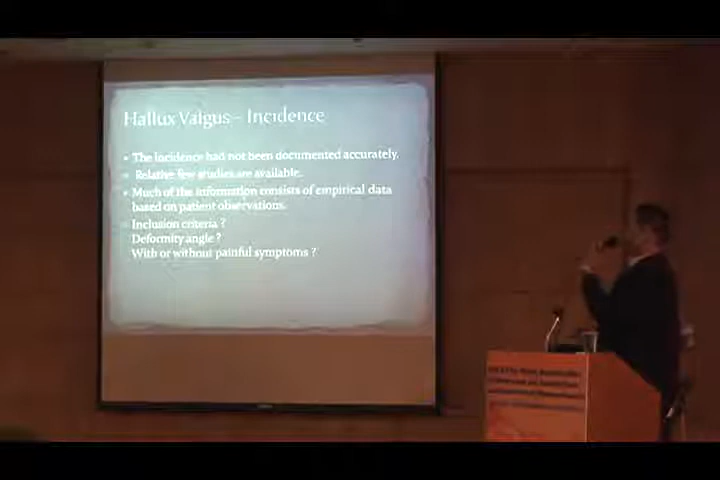 Hallux Valgus – Incidence
The incidence had not been documented accurately.
Relative few studies are available.
Much of the information consists of empirical data
based on patient observations.
Inclusion criteria ?
Deformity angle ?
With or without painful symptoms ?